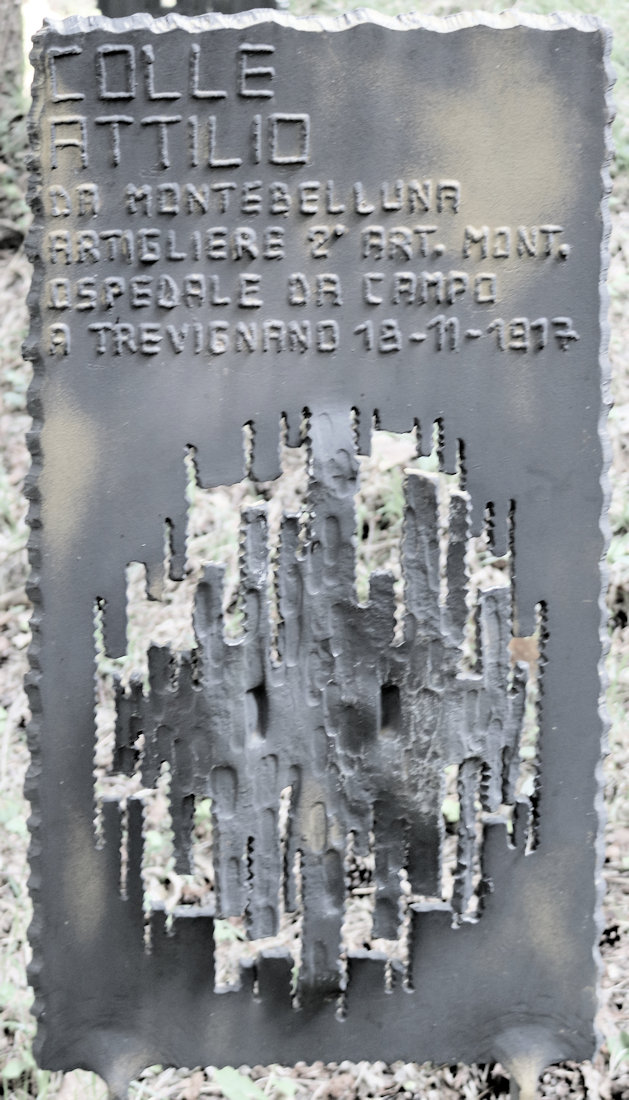 COLLE
ATTILIO
DA MONTEBELLUNA
ARTIGLIERE 2° ART. MONT.
OSPEDALE DA CAMPO
A TREVIGNANO 18-11-1917